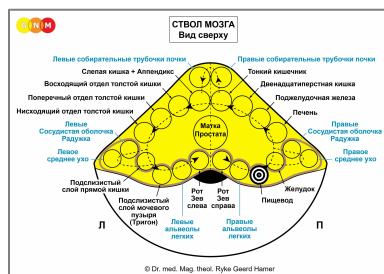 GNM
СТВОЛ МОЗГА
Вид сверху
Левые собирательные трубочки почки
Правые собирательные трубочки почки
Слепая кишка + Аппендикс
Тонкий кишечник
Восходящий отдел толстой кишки
Двенадцатиперстная кишка
Поперечный отдел толстой кишки
Поджелудочная железа
Нисходящий отдел толстой кишки
Печень
Матка
Простата
Левые
Сосудистая оболочка
Радужка
Правые
Сосудистая оболочка
Радужка
Левое
среднее ухо
Правое
среднее ухо
Подслизистый
слой прямой кишки
Желудок
Пищевод
Подслизистый
слой мочевого
пузыря
(Тригон)
Рот
Зев
слева
Рот
Зев
справа
Левые
альвеолы
легких
Правые
альвеолы
легких
Л
П
© Dr. med. Mag. theol. Ryke Geerd Hamer